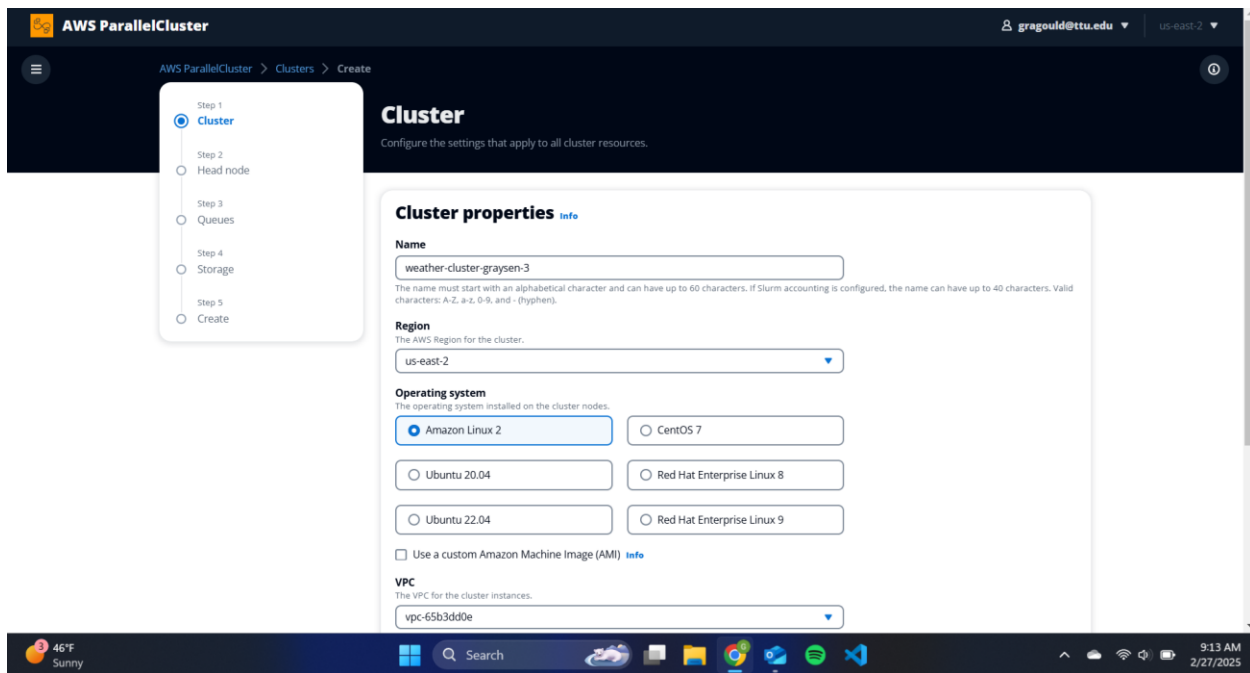 AWS ParallelCluster
gragould@ttu.edu
us-east-2
AWS ParallelCluster > Clusters > Create
Step 1
Cluster
Step 2
Head node
Step 3
Queues
Step 4
Storage
Step 5
Create
Cluster
Configure the settings that apply to all cluster resources.
Cluster properties Info
Name
weather-cluster-graysen-3
The name must start with an alphabetical character and can have up to 60 characters. If Slurm accounting is configured, the name can have up to 40 characters. Valid
characters: A-Z, a-z, 0-9, and - (hyphen).
Region
The AWS Region for the cluster.
us-east-2
Operating system
The operating system installed on the cluster nodes.
Amazon Linux 2
CentOS 7
Ubuntu 20.04
Red Hat Enterprise Linux 8
Ubuntu 22.04
Red Hat Enterprise Linux 9
Use a custom Amazon Machine Image (AMI) Info
VPC
The VPC for the cluster instances.
vpc-65b3dd0e
3
46°F
Sunny
Search
G
9:13 AM
2/27/2025